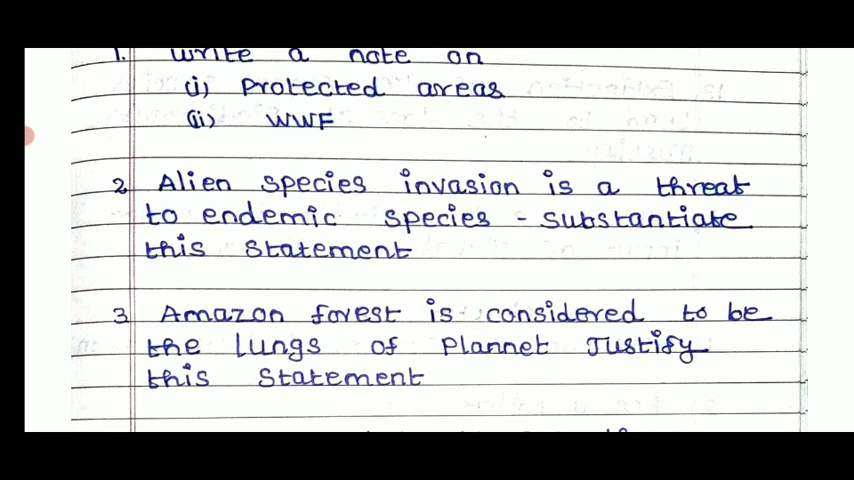 1. Write a note on
(i) Protected areas
(ii) WWF
2 Alien species invasion is a threat
to endemic species - substantiate
this statement
3 Amazon forest is considered to be
the lungs of plannet Justify
this statement